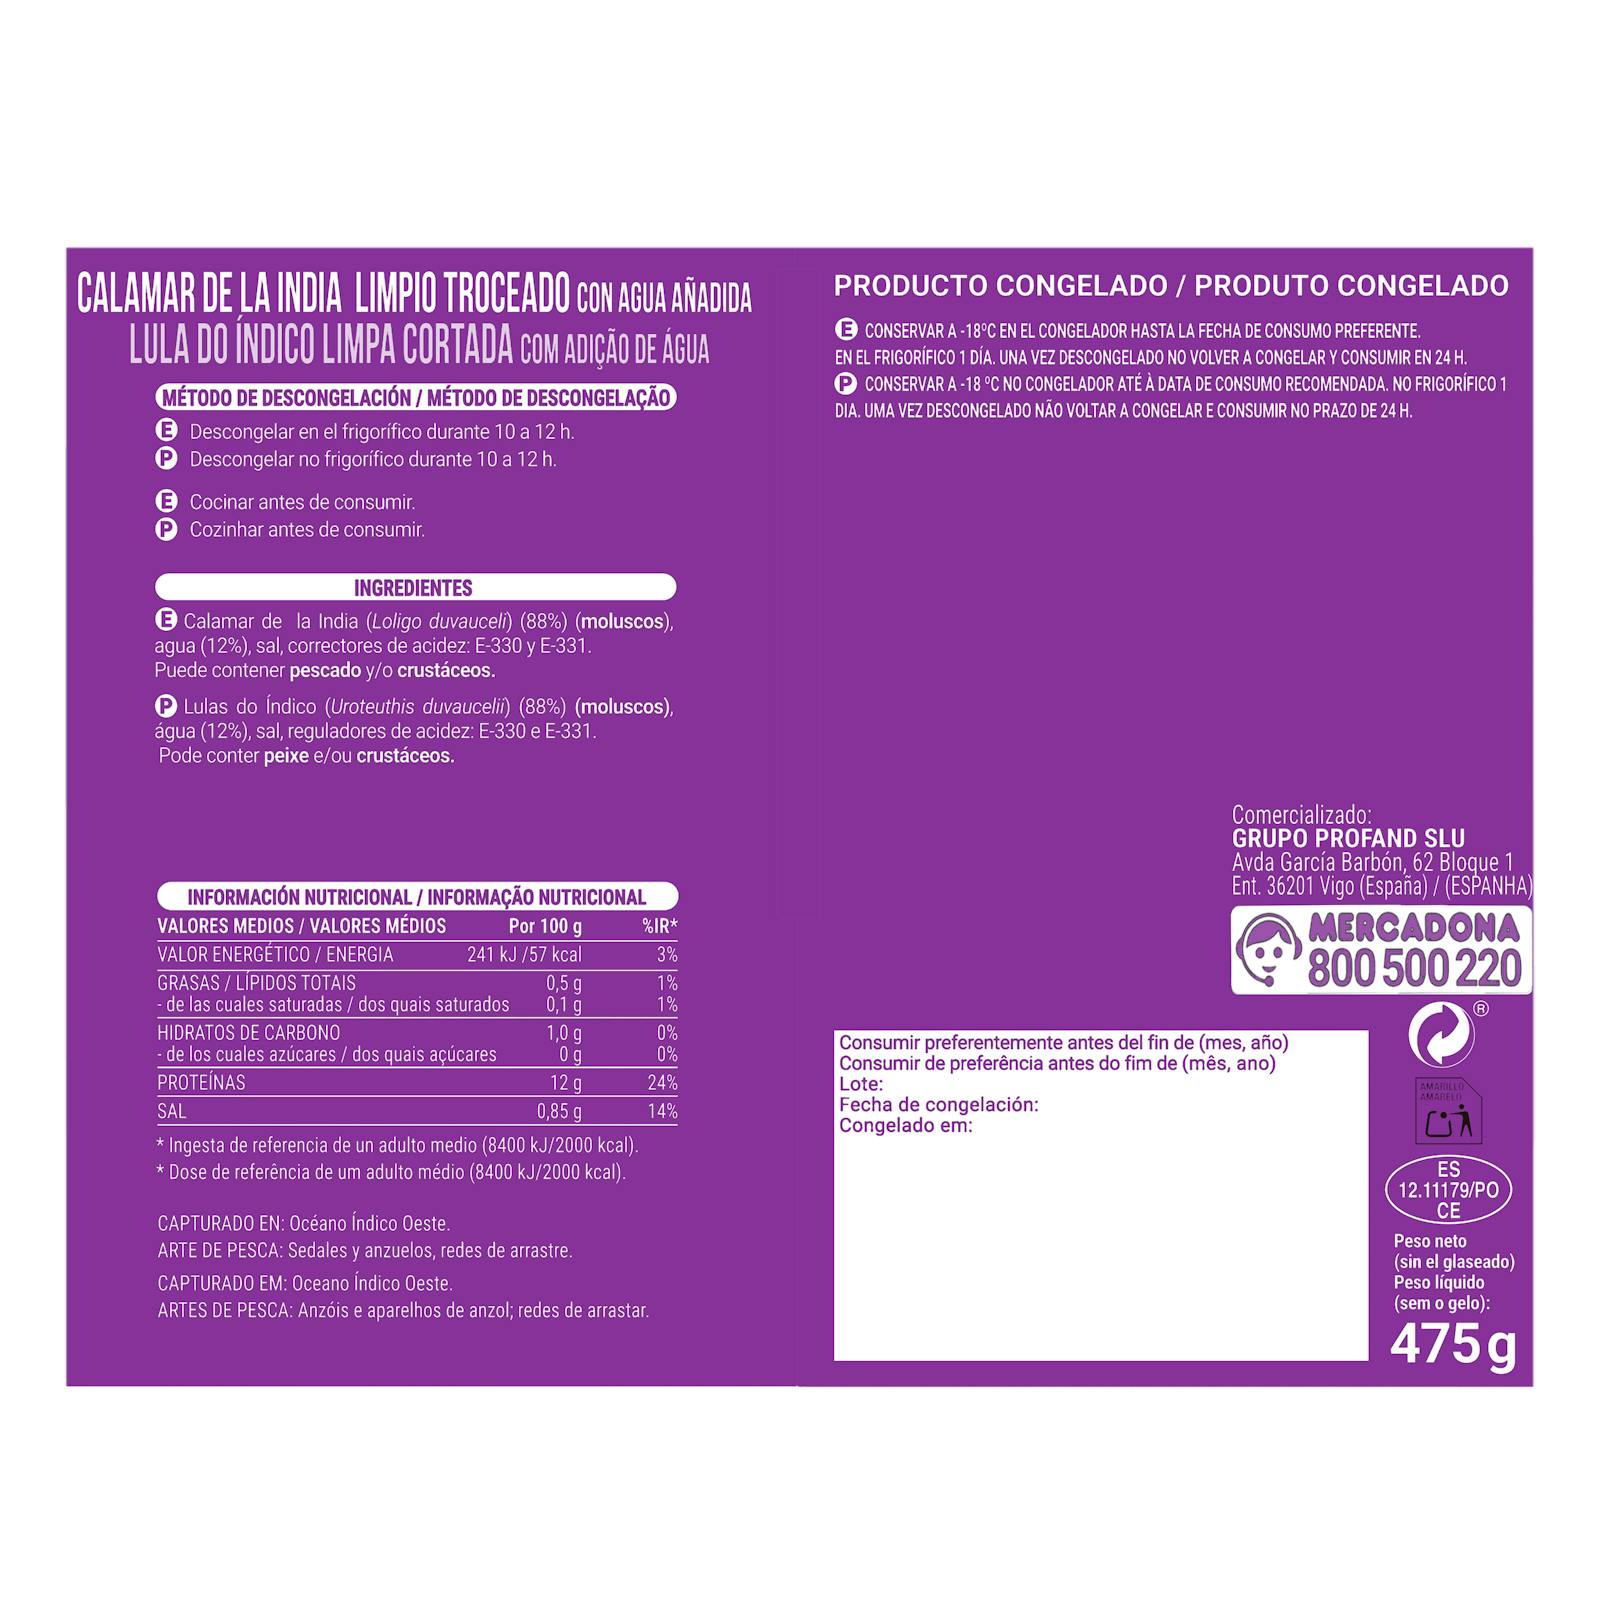 CALAMAR DE LA INDIA LIMPIO TROCEADO CON AGUA AÑADIDA
LULA DO ÍNDICO LIMPA CORTADA COM ADIÇÃO DE ÁGUA
MÉTODO DE DESCONGELACIÓN / MÉTODO DE DESCONGELAÇÃO
E Descongelar en el frigorífico durante 10 a 12 h.
P Descongelar no frigorífico durante 10 a 12 h.
E Cocinar antes de consumir.
P Cozinhar antes de consumir.
INGREDIENTES
E Calamar de la India (Loligo duvauceli) (88%) (moluscos),
agua (12%), sal, correctores de acidez: E-330 y E-331.
Puede contener pescado y/o crustáceos.
P Lulas do Índico (Uroteuthis duvaucelii) (88%) (moluscos),
água (12%), sal, reguladores de acidez: E-330 e E-331.
Pode conter peixe e/ou crustáceos.
INFORMACIÓN NUTRICIONAL / INFORMAÇÃO NUTRICIONAL
VALORES MEDIOS / VALORES MÉDIOS Por 100 g %IR*
VALOR ENERGÉTICO / ENERGIA 241 kJ /57 kcal 3%
GRASAS / LÍPIDOS TOTAIS 0,5 g 1%
- de las cuales saturadas / dos quais saturados 0,1 g 1%
HIDRATOS DE CARBONO 1,0 g 0%
- de los cuales azúcares / dos quais açúcares 0 g 0%
PROTEÍNAS 12 g 24%
SAL 0,85 g 14%
* Ingesta de referencia de un adulto medio (8400 kJ/2000 kcal).
* Dose de referência de um adulto médio (8400 kJ/2000 kcal).
CAPTURADO EN: Océano Índico Oeste.
ARTE DE PESCA: Sedales y anzuelos, redes de arrastre.
CAPTURADO EM: Oceano Índico Oeste.
ARTES DE PESCA: Anzóis e aparelhos de anzol; redes de arrastar.
PRODUCTO CONGELADO / PRODUTO CONGELADO
E CONSERVAR A -18ºC EN EL CONGELADOR HASTA LA FECHA DE CONSUMO PREFERENTE.
EN EL FRIGORÍFICO 1 DÍA. UNA VEZ DESCONGELADO NO VOLVER A CONGELAR Y CONSUMIR EN 24 H.
P CONSERVAR A -18 ºC NO CONGELADOR ATÉ À DATA DE CONSUMO RECOMENDADA. NO FRIGORÍFICO 1
DIA. UMA VEZ DESCONGELADO NÃO VOLTAR A CONGELAR E CONSUMIR NO PRAZO DE 24 H.
Comercializado:
GRUPO PROFAND SLU
Avda García Barbón, 62 Bloque 1
Ent. 36201 Vigo (España) / (ESPANHA)
MERCADONA
800 500 220
®
AMARILLO
AMARELO
Consumir preferentemente antes del fin de (mes, año)
Consumir de preferência antes do fim de (mês, ano)
Lote:
Fecha de congelación:
Congelado em:
ES
12.11179/PO
CE
Peso neto
(sin el glaseado)
Peso líquido
(sem o gelo):
475g